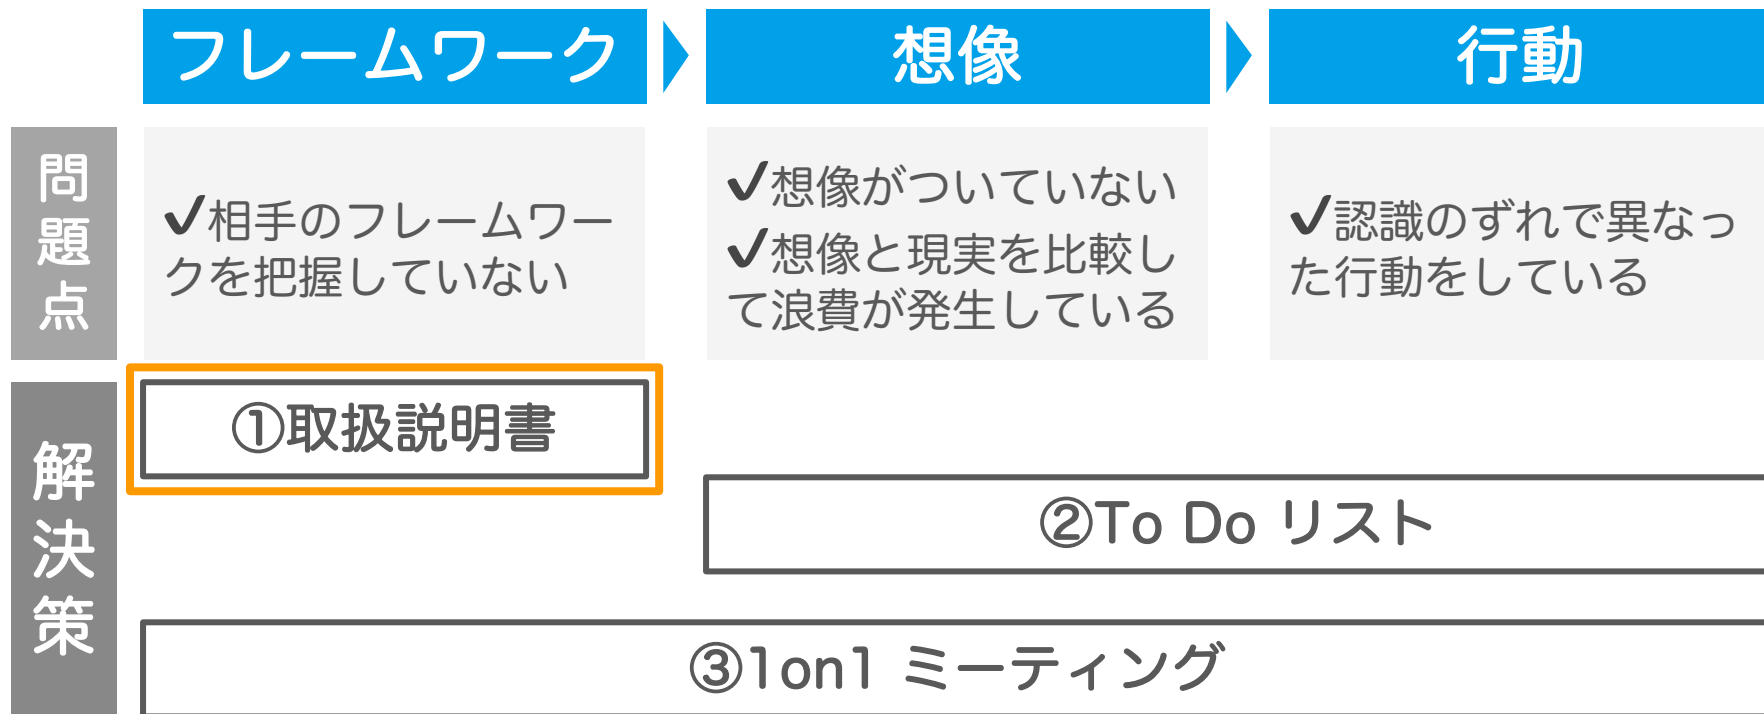 フレームワーク
想像
行動
問題点
✔相手のフレームワー
クを把握していない
✔想像がついていない
✔想像と現実を比較し
て浪費が発生している
✔認識のずれで異なっ
た行動をしている
解決策
①取扱説明書
②To Do リスト
③1on1 ミーティング